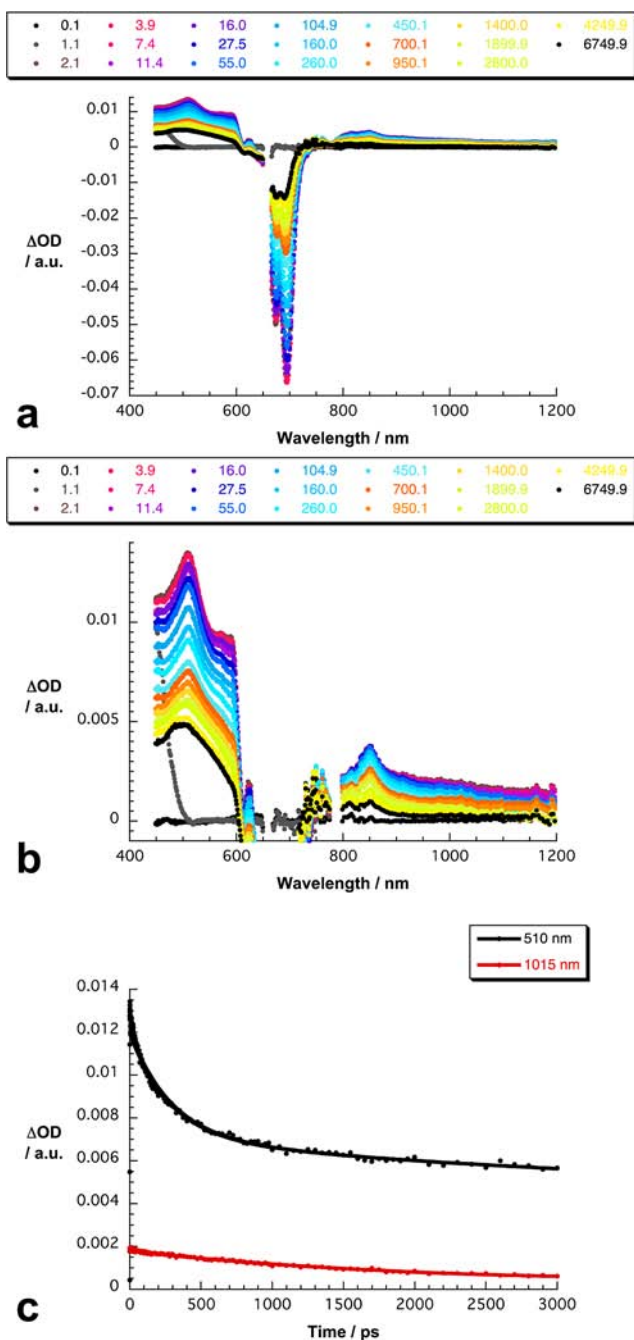 0.1 3.9 16.0 104.9 450.1 1400.0 4249.9
1.1 7.4 27.5 160.0 700.1 1899.9 6749.9
2.1 11.4 55.0 260.0 950.1 2800.0
0.01
0
-0.01
-0.02
-0.03
-0.04
-0.05
-0.06
-0.07
ΔOD
/ a.u.
400 600 800 1000 1200
Wavelength / nm
a
0.1 3.9 16.0 104.9 450.1 1400.0 4249.9
1.1 7.4 27.5 160.0 700.1 1899.9 6749.9
2.1 11.4 55.0 260.0 950.1 2800.0
0.01
0.005
0
ΔOD
/ a.u.
400 600 800 1000 1200
Wavelength / nm
b
510 nm
1015 nm
0.014
0.012
0.01
0.008
0.006
0.004
0.002
0
ΔOD
/ a.u.
0 500 1000 1500 2000 2500 3000
Time / ps
c